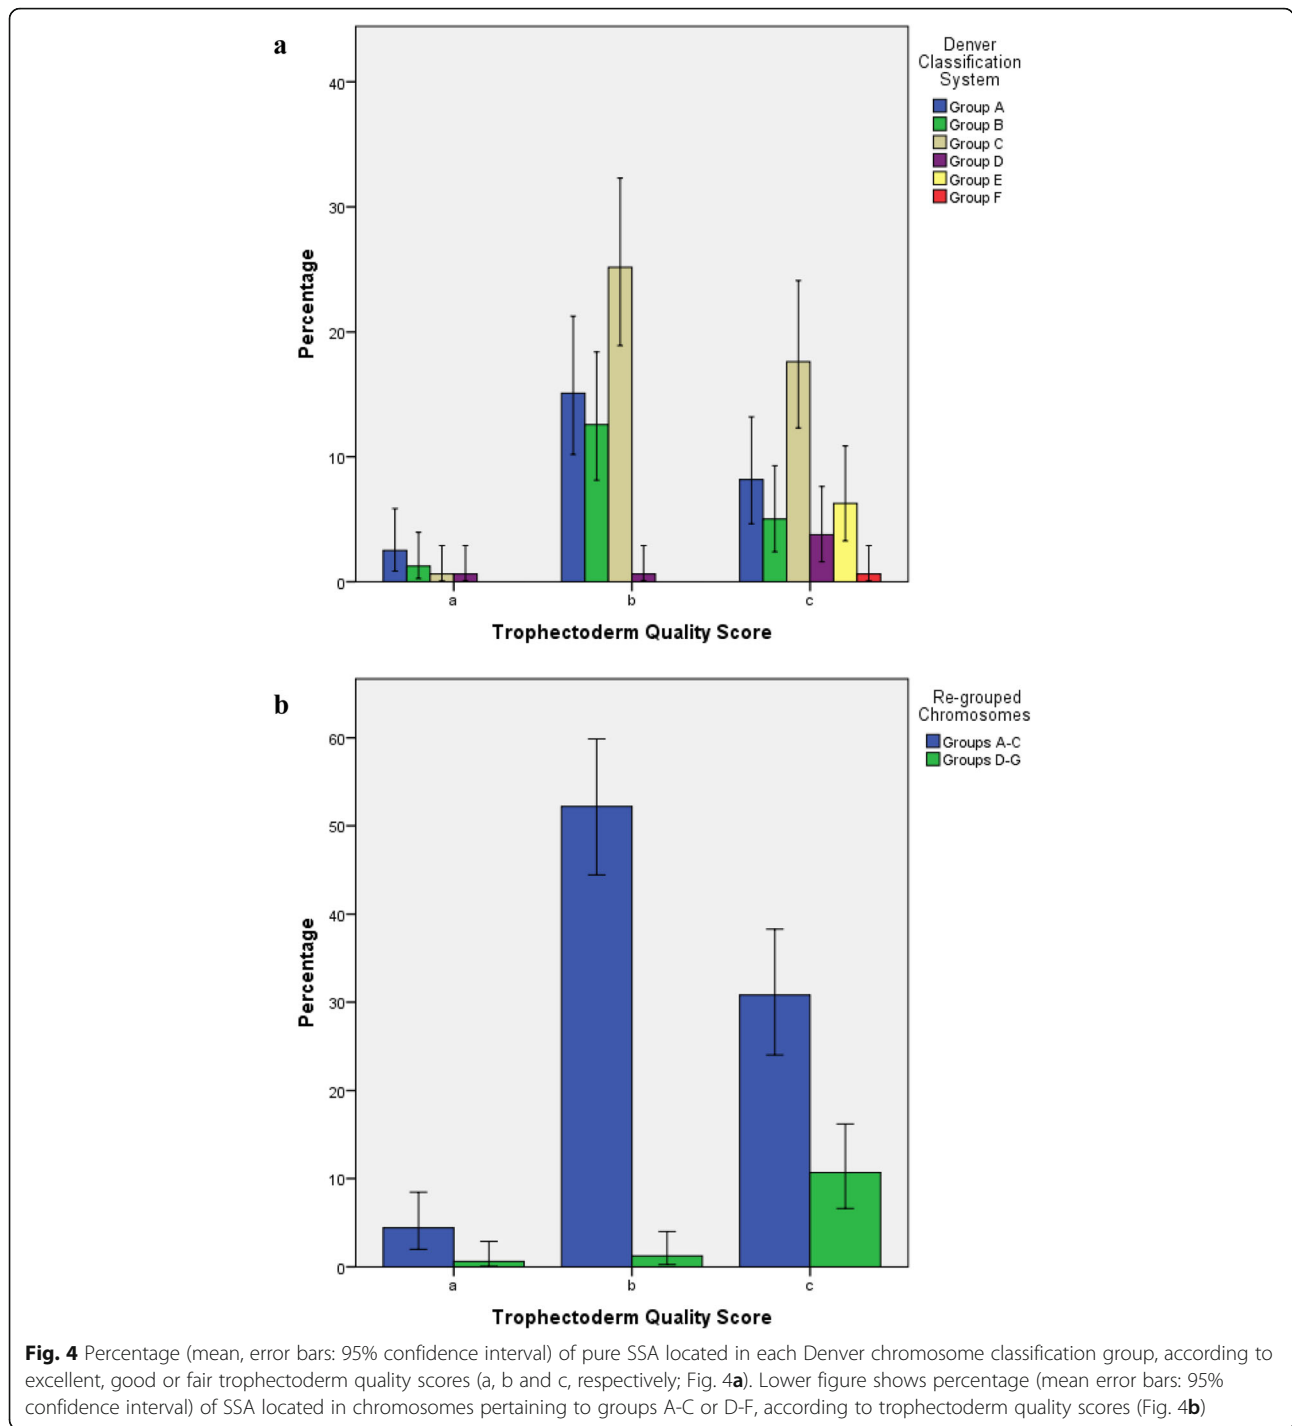 a
Denver
Classification
System
Group A
Group B
Group C
Group D
Group E
Group F
40
30
20
10
0
Percentage
a b c
Trophectoderm Quality Score
b
Re-grouped
Chromosomes
Groups A-C
Groups D-G
60
50
40
30
20
10
0
Percentage
a b c
Trophectoderm Quality Score
Fig. 4 Percentage (mean, error bars: 95% confidence interval) of pure SSA located in each Denver chromosome classification group, according to
excellent, good or fair trophectoderm quality scores (a, b and c, respectively; Fig. 4a). Lower figure shows percentage (mean error bars: 95%
confidence interval) of SSA located in chromosomes pertaining to groups A-C or D-F, according to trophectoderm quality scores (Fig. 4b)